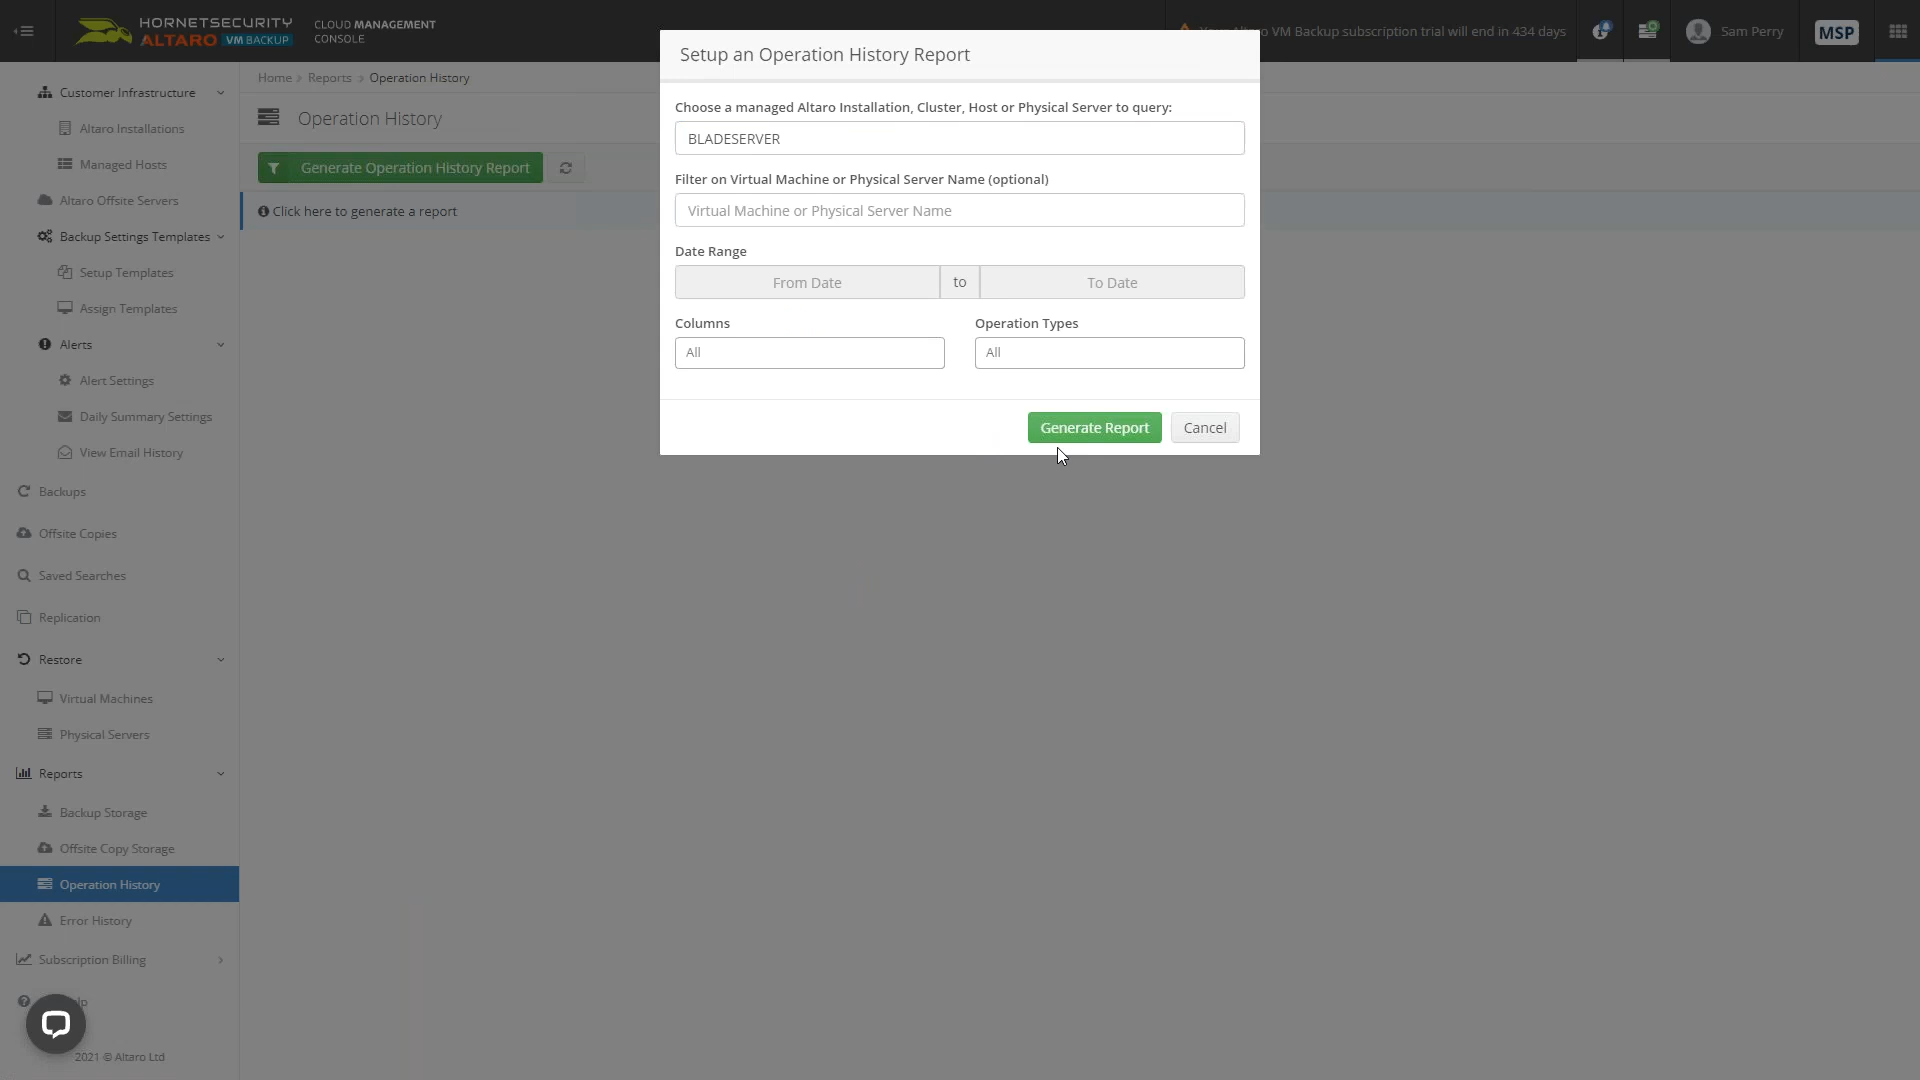 HORNETSECURITY
ALTARO VM BACKUP
CLOUD MANAGEMENT
CONSOLE
VM Backup subscription trial will end in 434 days
Sam Perry
MSP
Customer Infrastructure
Altaro Installations
Managed Hosts
Altaro Offsite Servers
Backup Settings Templates
Setup Templates
Assign Templates
Alerts
Alert Settings
Daily Summary Settings
View Email History
Backups
Offsite Copies
Saved Searches
Replication
Restore
Virtual Machines
Physical Servers
Reports
Backup Storage
Offsite Copy Storage
Operation History
Error History
Subscription Billing
2021 © Altaro Ltd
Home > Reports > Operation History
Operation History
Generate Operation History Report
Click here to generate a report
Setup an Operation History Report
Choose a managed Altaro Installation, Cluster, Host or Physical Server to query:
BLADESERVER
Filter on Virtual Machine or Physical Server Name (optional)
Virtual Machine or Physical Server Name
Date Range
From Date to To Date
Columns
All
Operation Types
All
Generate Report
Cancel